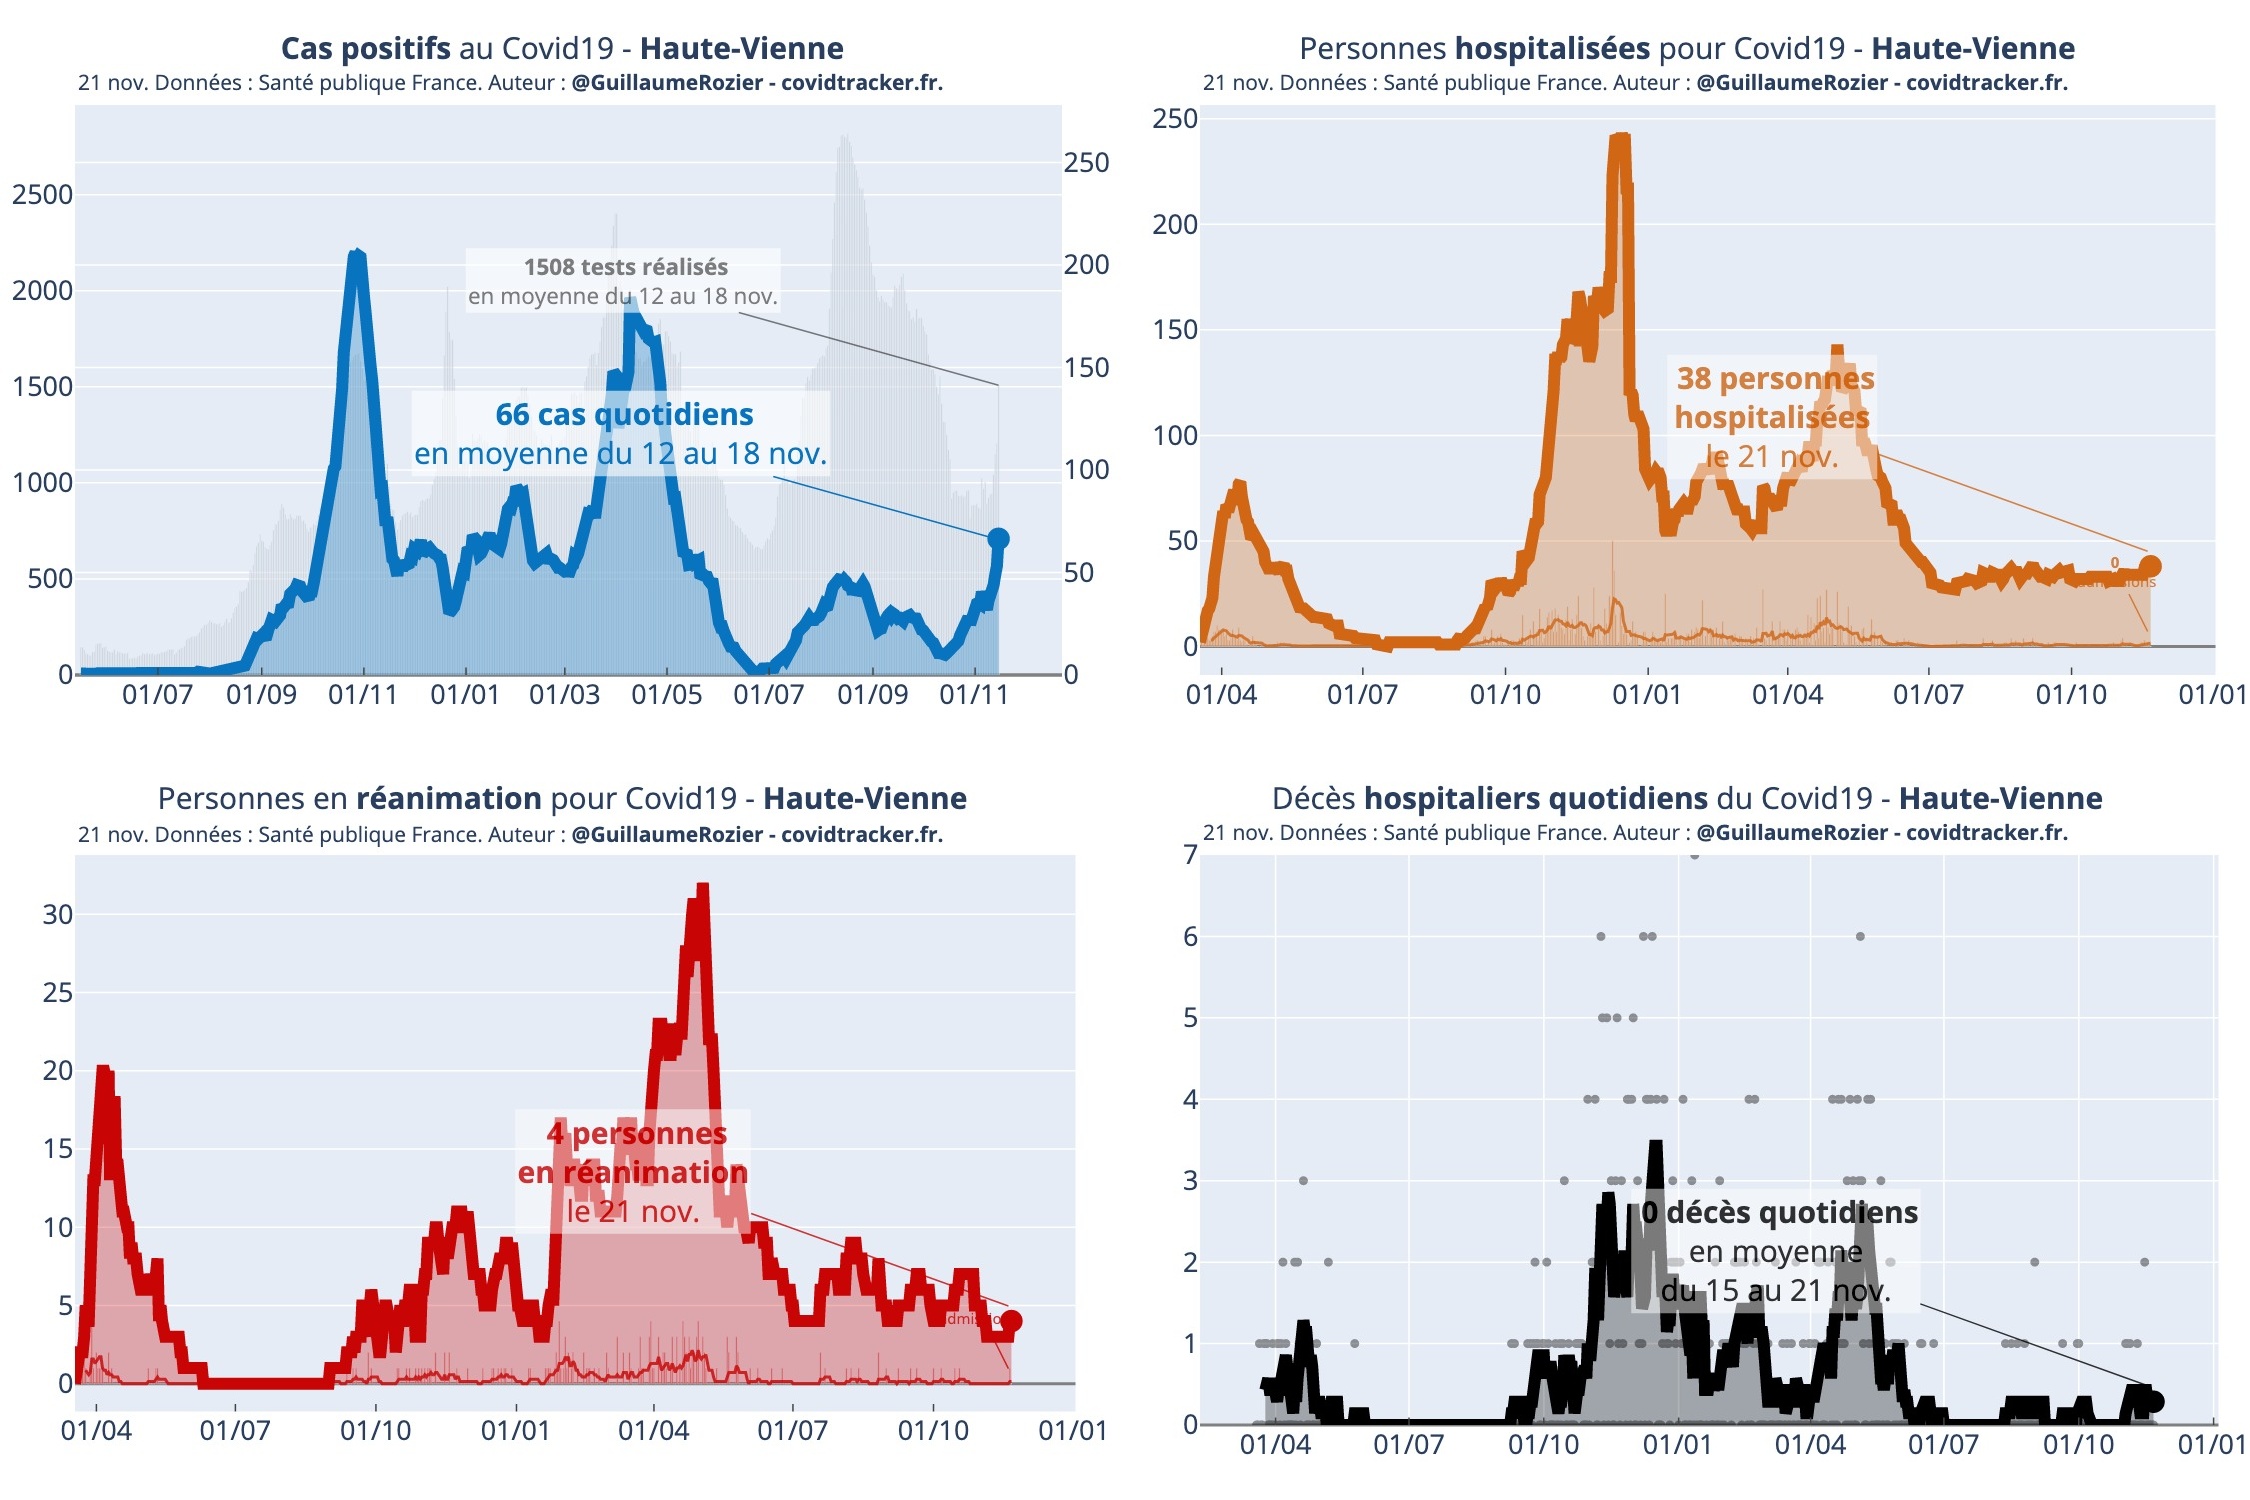 Cas positifs au Covid19 - Haute-Vienne
21 nov. Données : Santé publique France. Auteur : @GuillaumeRozier - covidtracker.fr.
2500
2000
1500
1000
500
0
250
200
150
100
50
0
1508 tests réalisés
en moyenne du 12 au 18 nov.
66 cas quotidiens
en moyenne du 12 au 18 nov.
01/07 01/09 01/11 01/01 01/03 01/05 01/07 01/09 01/11
Personnes hospitalisées pour Covid19 - Haute-Vienne
21 nov. Données : Santé publique France. Auteur : @GuillaumeRozier - covidtracker.fr.
250
200
150
100
50
0
38 personnes
hospitalisées
le 21 nov.
0
01/04 01/07 01/10 01/01 01/04 01/07 01/10 01/01
Personnes en réanimation pour Covid19 - Haute-Vienne
21 nov. Données : Santé publique France. Auteur : @GuillaumeRozier - covidtracker.fr.
30
25
20
15
10
5
0
4 personnes
en réanimation
le 21 nov.
01/04 01/07 01/10 01/01 01/04 01/07 01/10 01/01
Décès hospitaliers quotidiens du Covid19 - Haute-Vienne
21 nov. Données : Santé publique France. Auteur : @GuillaumeRozier - covidtracker.fr.
7
6
5
4
3
2
1
0
0 décès quotidiens
en moyenne
du 15 au 21 nov.
01/04 01/07 01/10 01/01 01/04 01/07 01/10 01/01